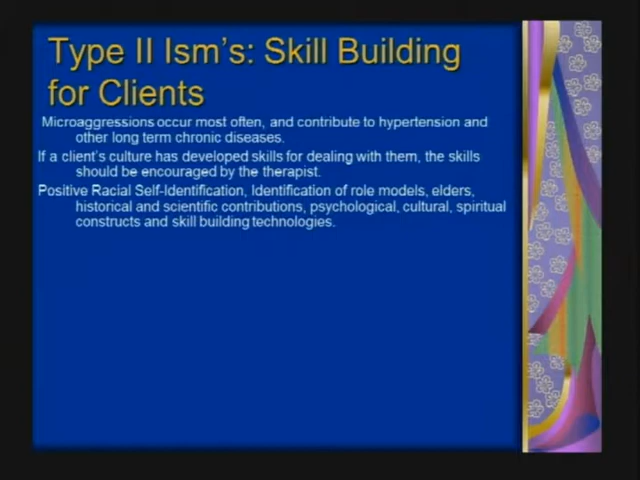 Type II Ism's: Skill Building
for Clients
Microaggressions occur most often, and contribute to hypertension and
other long term chronic diseases.
If a client's culture has developed skills for dealing with them, the skills
should be encouraged by the therapist.
Positive Racial Self-Identification, Identification of role models, elders,
historical and scientific contributions, psychological, cultural, spiritual
constructs and skill building technologies.